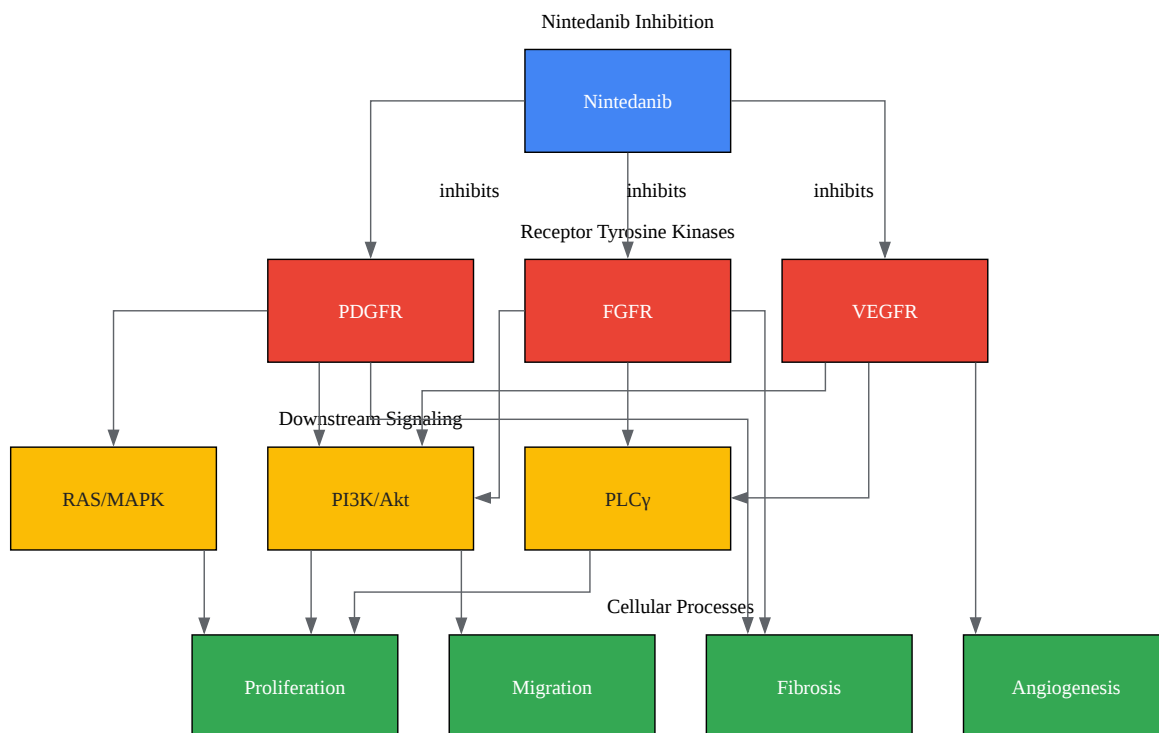 Nintedanib Inhibition
Nintedanib
inhibits
inhibits
inhibits
Receptor Tyrosine Kinases
PDGFR
FGFR
VEGFR
Downstream Signaling
RAS/MAPK
PI3K/Akt
PLCγ
Cellular Processes
Proliferation
Migration
Fibrosis
Angiogenesis